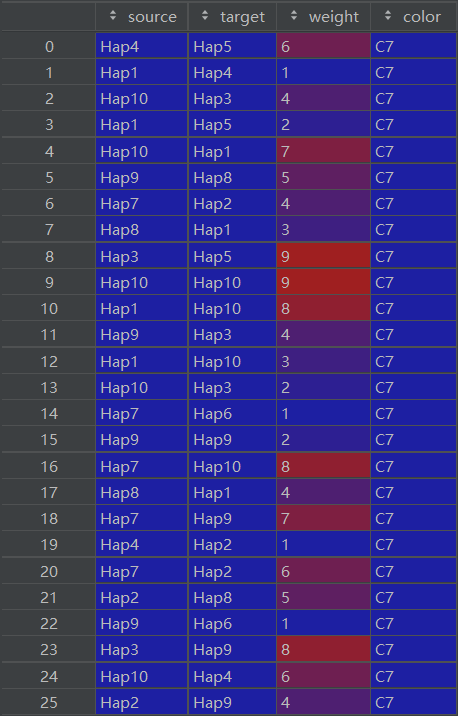 source target weight color
0 Hap4 Hap5 6 C7
1 Hap1 Hap4 1 C7
2 Hap10 Hap3 4 C7
3 Hap1 Hap5 2 C7
4 Hap10 Hap1 7 C7
5 Hap9 Hap8 5 C7
6 Hap7 Hap2 4 C7
7 Hap8 Hap1 3 C7
8 Hap3 Hap5 9 C7
9 Hap10 Hap10 9 C7
10 Hap1 Hap10 8 C7
11 Hap9 Hap3 4 C7
12 Hap1 Hap10 3 C7
13 Hap10 Hap3 2 C7
14 Hap7 Hap6 1 C7
15 Hap9 Hap9 2 C7
16 Hap7 Hap10 8 C7
17 Hap8 Hap1 4 C7
18 Hap7 Hap9 7 C7
19 Hap4 Hap2 1 C7
20 Hap7 Hap2 6 C7
21 Hap2 Hap8 5 C7
22 Hap9 Hap6 1 C7
23 Hap3 Hap9 8 C7
24 Hap10 Hap4 6 C7
25 Hap2 Hap9 4 C7